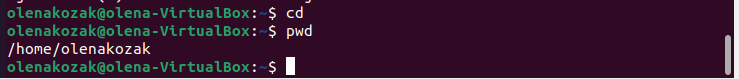 olenakozak@olena-VirtualBox:~$ cd
olenakozak@olena-VirtualBox:~$ pwd
/home/olenakozak
olenakozak@olena-VirtualBox:~$